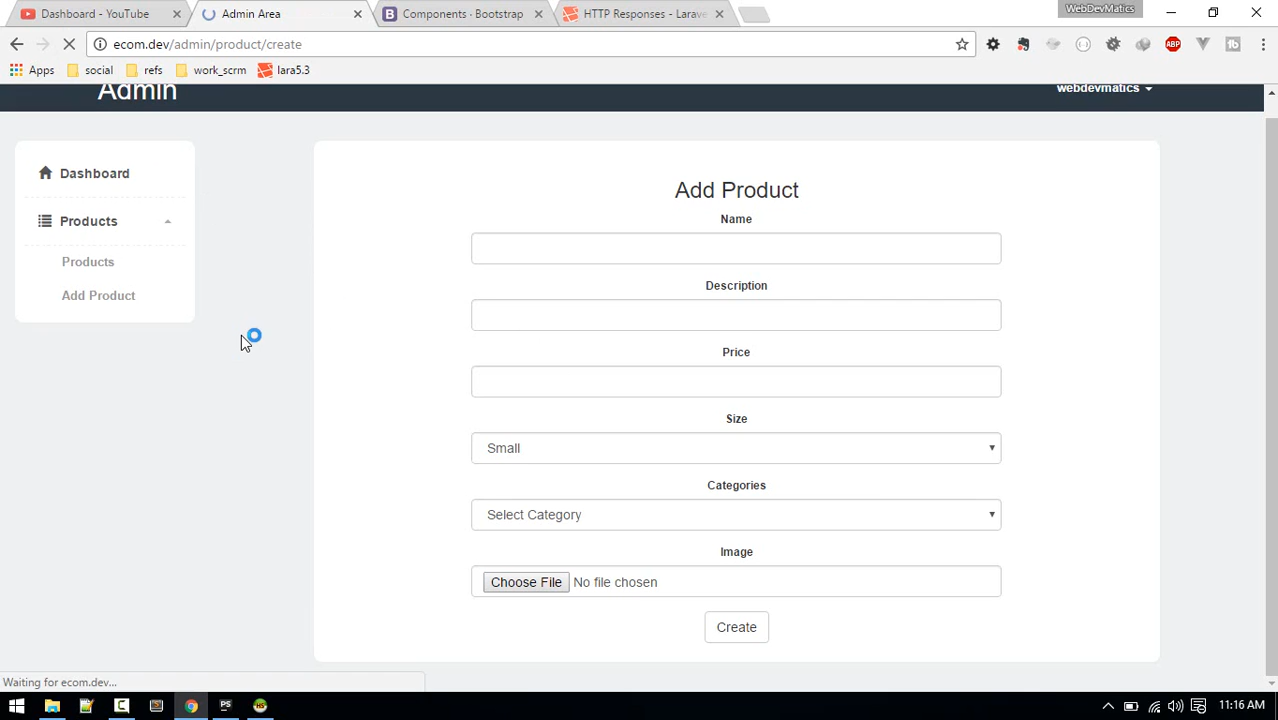 Dashboard - YouTube
Admin Area
Components · Bootstrap
HTTP Responses - Larave
WebDevMatics
ecom.dev/admin/product/create
Apps
social
refs
work_scrm
lara5.3
ABP
Admin
webdevmatics
Dashboard
Products
Products
Add Product
Add Product
Name
Description
Price
Size
Small
Categories
Select Category
Image
Choose File No file chosen
Create
Waiting for ecom.dev...
PS
11:16 AM